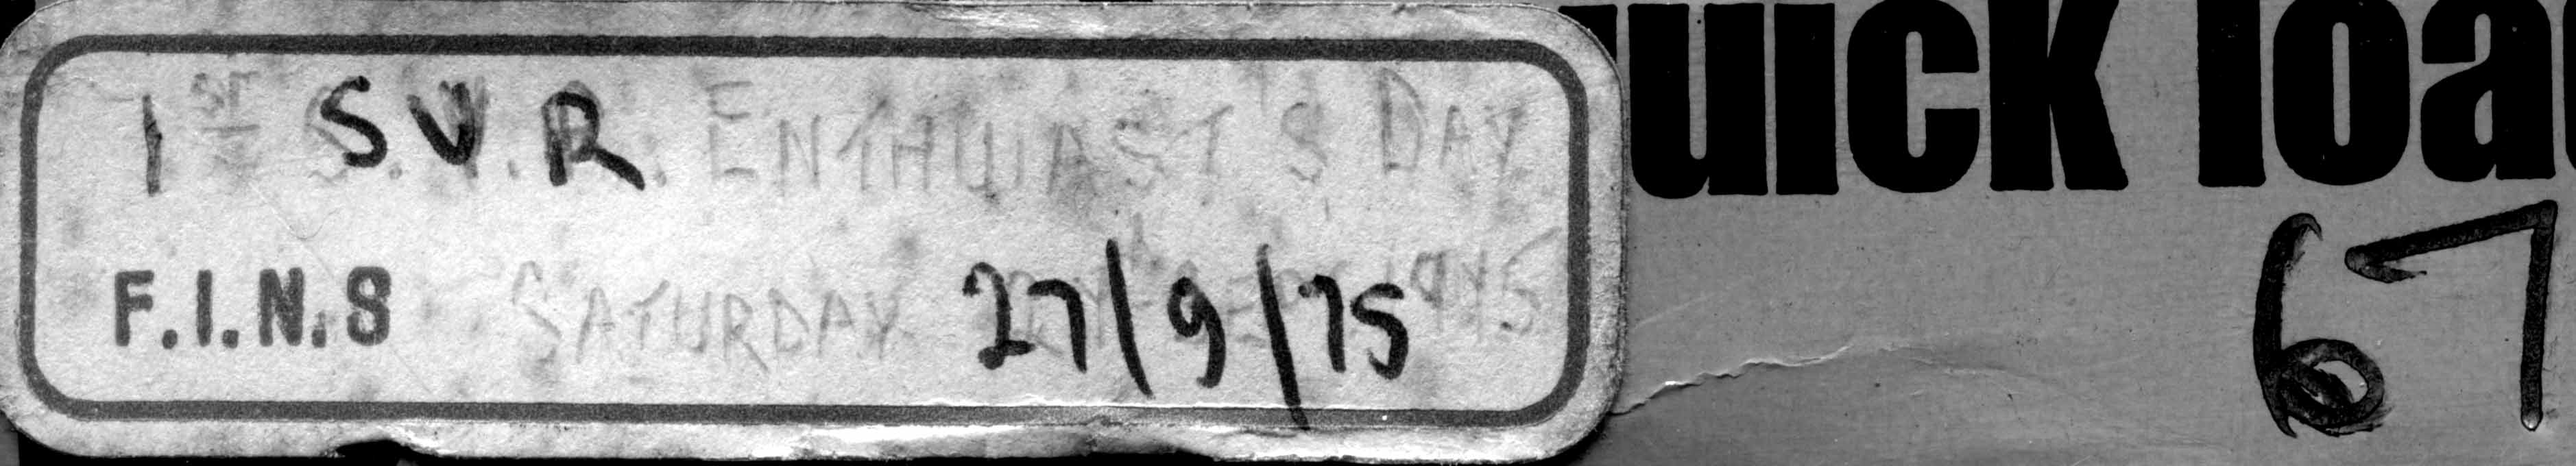 1ST S.V.R. ENTHUIAST'S DAY
F.I.N.S SATURDAY 27/9/75
uick loa
67